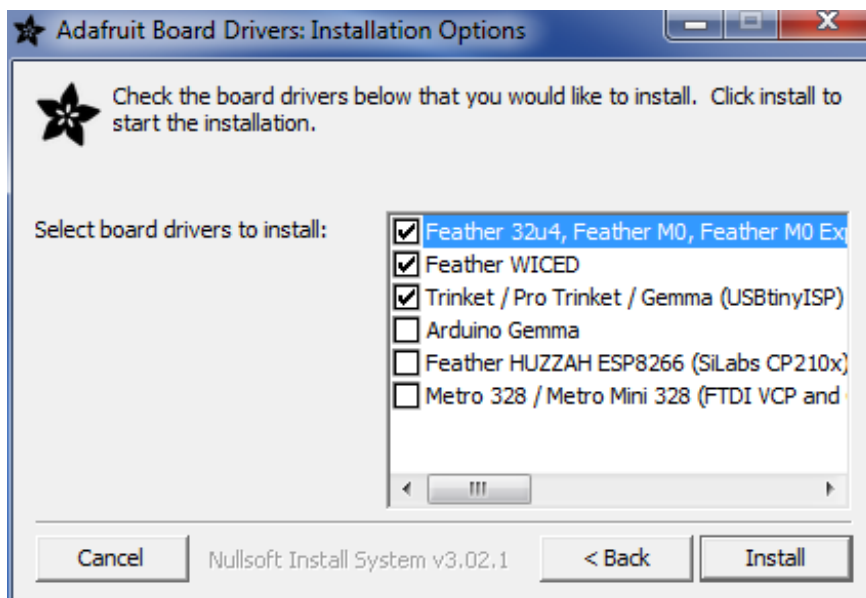 Adafruit Board Drivers: Installation Options
Check the board drivers below that you would like to install. Click install to
start the installation.
Select board drivers to install:
Feather 32u4, Feather M0, Feather M0 Exp
Feather WICED
Trinket / Pro Trinket / Gemma (USBtinyISP)
Arduino Gemma
Feather HUZZAH ESP8266 (SiLabs CP210x)
Metro 328 / Metro Mini 328 (FTDI VCP and
Cancel
Nullsoft Install System v3.02.1
< Back
Install